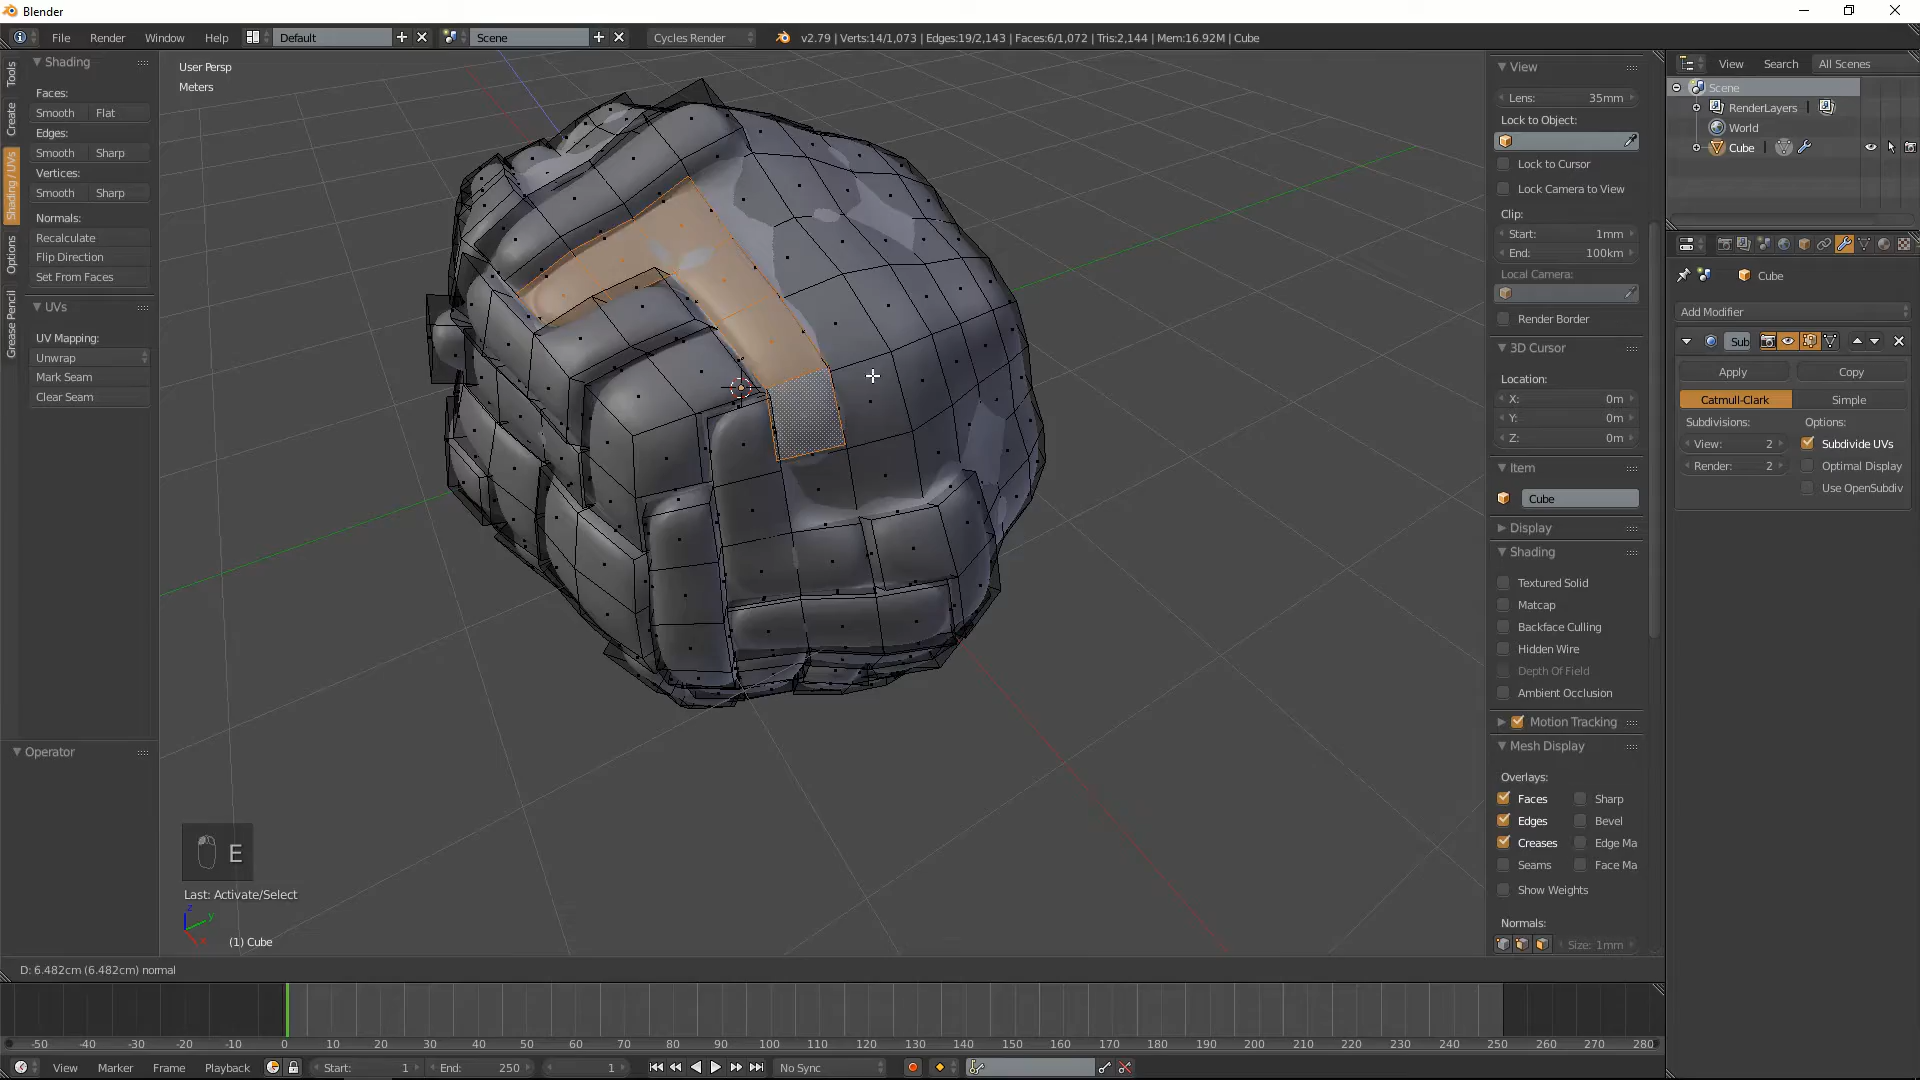 Blender
File Render Window Help Default Scene Cycles Render v2.79 | Verts:14/1,073 | Edges:19/2,143 | Faces:6/1,072 | Tris:2,144 | Mem:16.92M | Cube
Tools
Create
Shading / UVs
Options
Grease Pencil
Shading
Faces:
Smooth Flat
Edges:
Smooth Sharp
Vertices:
Smooth Sharp
Normals:
Recalculate
Flip Direction
Set From Faces
UVs
UV Mapping:
Unwrap
Mark Seam
Clear Seam
Operator
User Persp
Meters
E
Last: Activate/Select
z
y
x
(1) Cube
D: 6.482cm (6.482cm) normal
View
Lens: 35mm
Lock to Object:
Lock to Cursor
Lock Camera to View
Clip:
Start: 1mm
End: 100km
Local Camera:
Render Border
3D Cursor
Location:
X: 0m
Y: 0m
Z: 0m
Item
Cube
Display
Shading
Textured Solid
Matcap
Backface Culling
Hidden Wire
Depth Of Field
Ambient Occlusion
Motion Tracking
Mesh Display
Overlays:
Faces Sharp
Edges Bevel
Creases Edge Ma
Seams Face Ma
Show Weights
Normals:
Size: 1mm
View Search All Scenes
Scene
RenderLayers |
World
Cube |
Cube
Add Modifier
Sub
Apply Copy
Catmull-Clark Simple
Subdivisions: Options:
View: 2 Subdivide UVs
Render: 2 Optimal Display
Use OpenSubdiv
-50 -40 -30 -20 -10 0 10 20 30 40 50 60 70 80 90 100 110 120 130 140 150 160 170 180 190 200 210 220 230 240 250 260 270 280
View Marker Frame Playback Start: 1 End: 250 1 No Sync